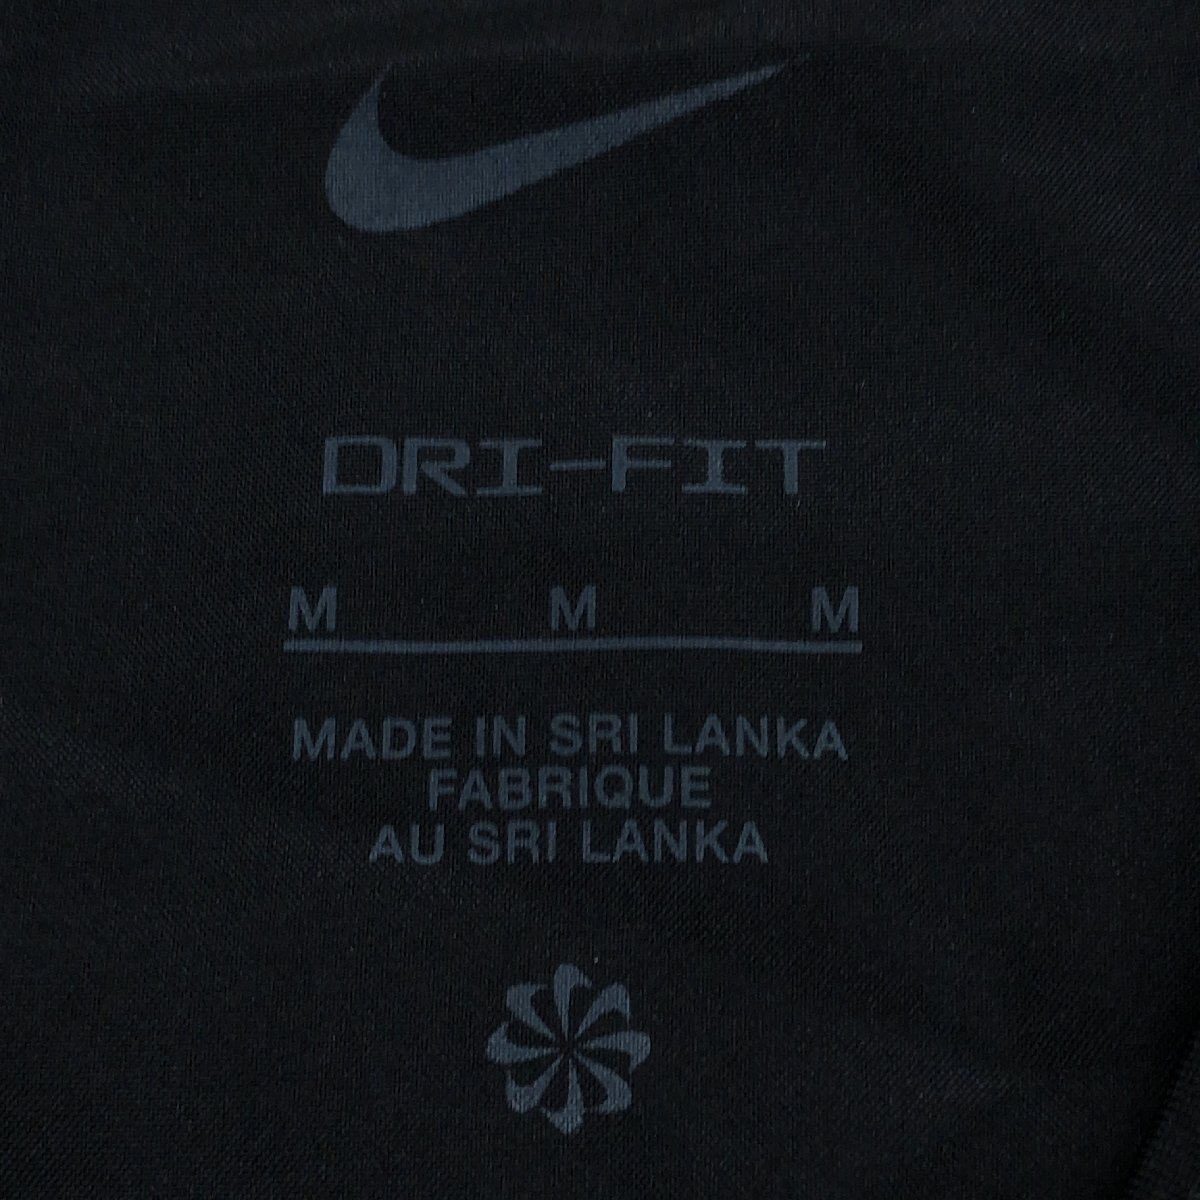 DRI-FIT
M M M
MADE IN SRI LANKA
FABRIQUE
AU SRI LANKA